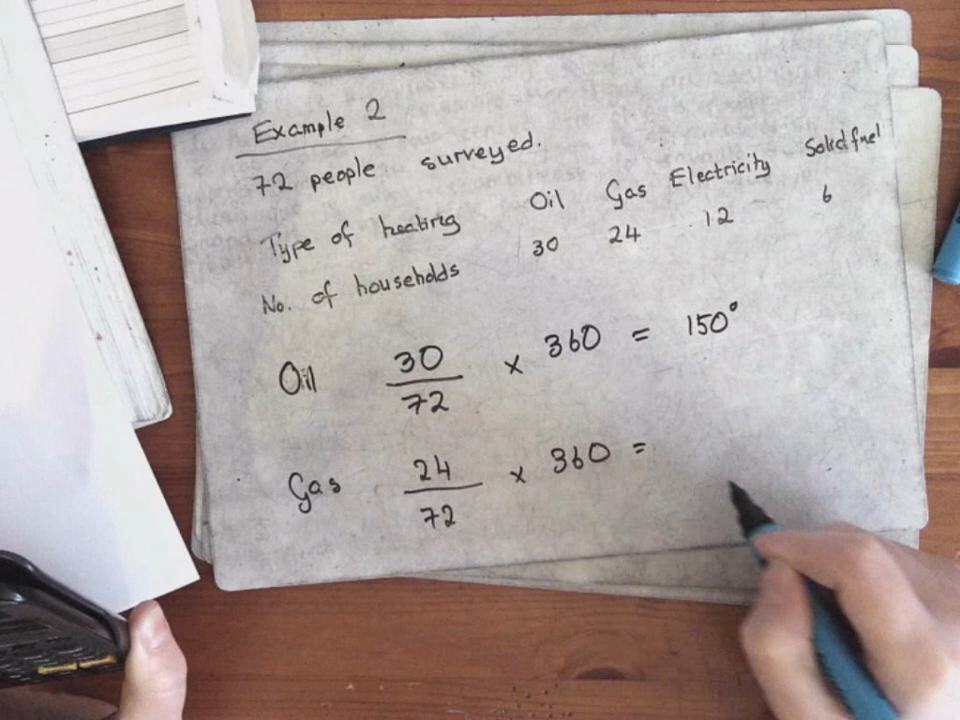 Example 2
72 people surveyed.
Type of heating Oil Gas Electricity Solid fuel
No. of households 30 24 12 6
Oil 30/72 × 360 = 150°
Gas 24/72 × 360 =